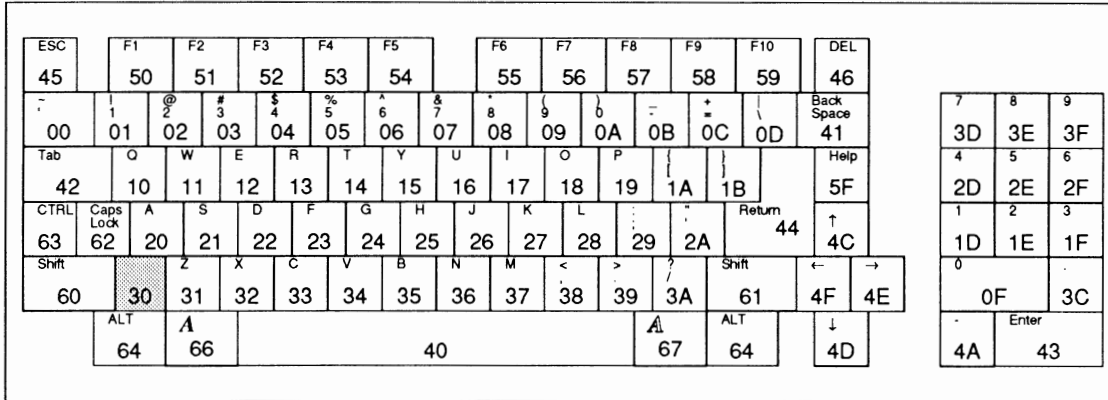 ESC F1 F2 F3 F4 F5 F6 F7 F8 F9 F10 DEL
45 50 51 52 53 54 55 56 57 58 59 46
~ ! @ # $ % ^ & * ( ) _ + | Back 7 8 9
` 1 2 3 4 5 6 7 8 9 0 - = \ Space
00 01 02 03 04 05 06 07 08 09 0A 0B 0C 0D 41 3D 3E 3F
Tab Q W E R T Y U I O P { } Help 4 5 6
[ ]
42 10 11 12 13 14 15 16 17 18 19 1A 1B 5F 2D 2E 2F
CTRL Caps A S D F G H J K L : " Return ↑ 1 2 3
Lock ; '
63 62 20 21 22 23 24 25 26 27 28 29 2A 44 4C 1D 1E 1F
Shift Z X C V B N M < > ? Shift ← → 0 .
, . /
60 30 31 32 33 34 35 36 37 38 39 3A 61 4F 4E 0F 3C
ALT A A ALT ↓ - Enter
64 66 40 67 64 4D 4A 43